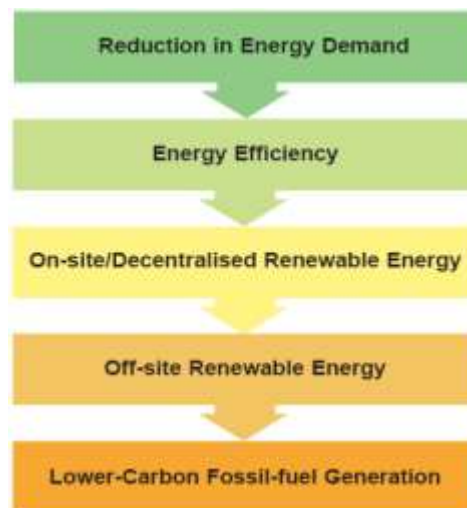 Reduction in Energy Demand
Energy Efficiency
On-site/Decentralised Renewable Energy
Off-site Renewable Energy
Lower-Carbon Fossil-fuel Generation